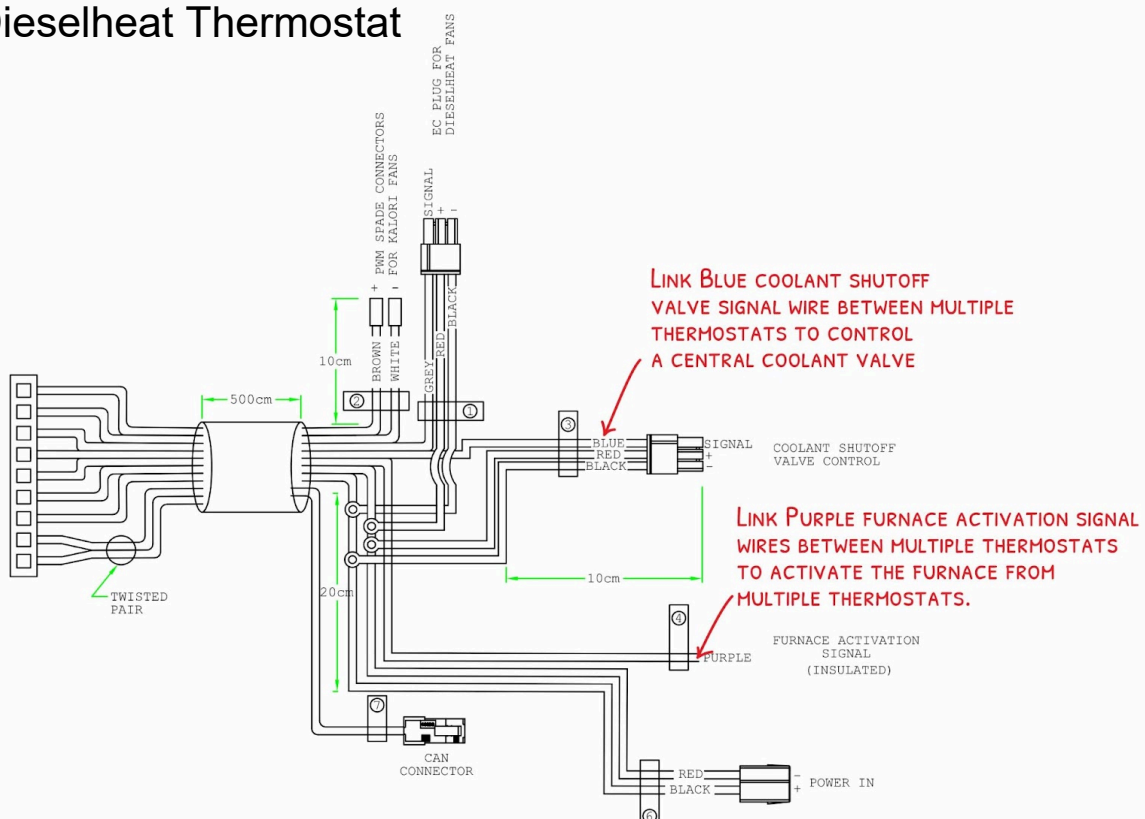 ieselheat Thermostat
EC PLUG FOR
DIESELHEAT FANS
PWM SPADE CONNECTORS
FOR KALORI FANS
+
-
SIGNAL
+
-
BROWN
WHITE
GREY
RED
BLACK
10cm
②
①
500cm
LINK BLUE COOLANT SHUTOFF
VALVE SIGNAL WIRE BETWEEN MULTIPLE
THERMOSTATS TO CONTROL
A CENTRAL COOLANT VALVE
③
BLUE
RED
BLACK
SIGNAL
+
-
COOLANT SHUTOFF
VALVE CONTROL
LINK PURPLE FURNACE ACTIVATION SIGNAL
WIRES BETWEEN MULTIPLE THERMOSTATS
TO ACTIVATE THE FURNACE FROM
MULTIPLE THERMOSTATS.
10cm
TWISTED
PAIR
20cm
④
PURPLE
FURNACE ACTIVATION
SIGNAL
(INSULATED)
⑦
CAN
CONNECTOR
RED
BLACK
-
+
POWER IN
⑥